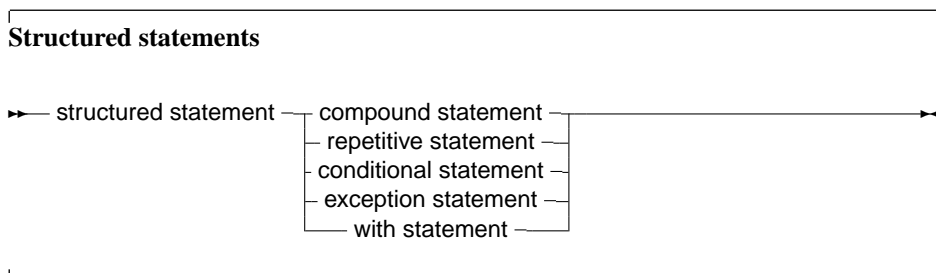 Structured statements
structured statement compound statement
repetitive statement
conditional statement
exception statement
with statement